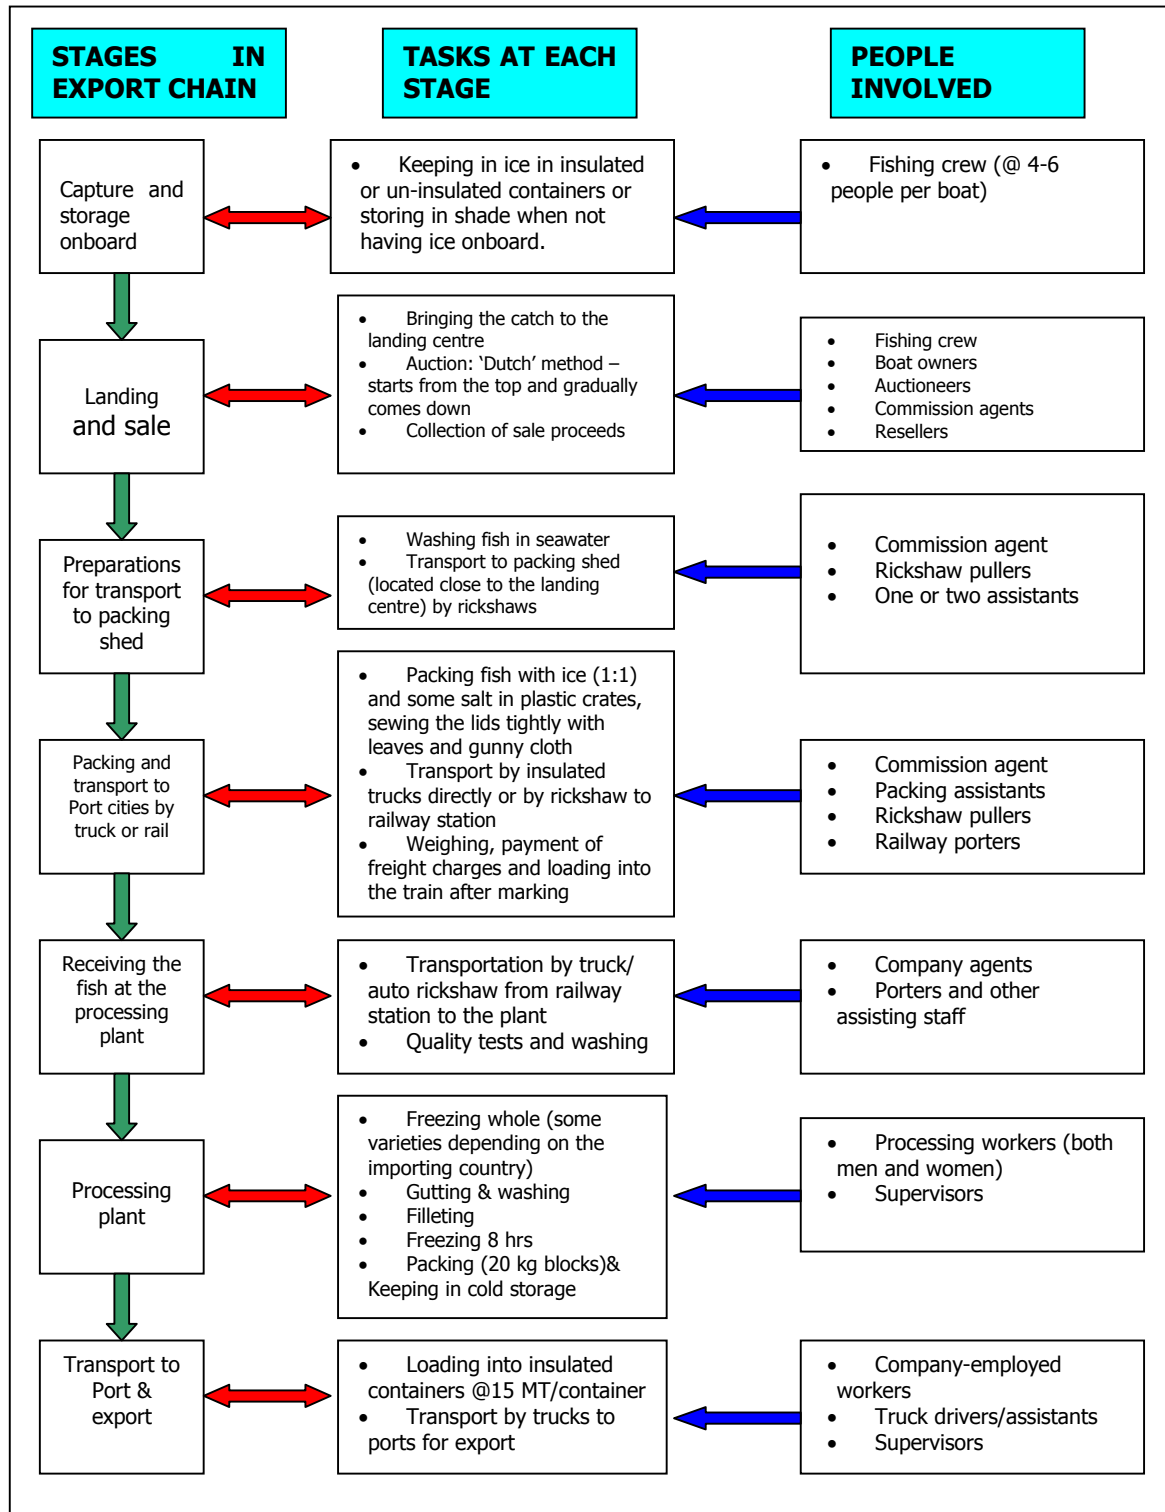 STAGES IN
EXPORT CHAIN
TASKS AT EACH
STAGE
PEOPLE
INVOLVED
Capture and
storage
onboard
• Keeping in ice in insulated
or un-insulated containers or
storing in shade when not
having ice onboard.
• Fishing crew (@ 4-6
people per boat)
Landing
and sale
• Bringing the catch to the
landing centre
• Auction: ‘Dutch’ method –
starts from the top and gradually
comes down
• Collection of sale proceeds
• Fishing crew
• Boat owners
• Auctioneers
• Commission agents
• Resellers
Preparations
for transport
to packing
shed
• Washing fish in seawater
• Transport to packing shed
(located close to the landing
centre) by rickshaws
• Commission agent
• Rickshaw pullers
• One or two assistants
Packing and
transport to
Port cities by
truck or rail
• Packing fish with ice (1:1)
and some salt in plastic crates,
sewing the lids tightly with
leaves and gunny cloth
• Transport by insulated
trucks directly or by rickshaw to
railway station
• Weighing, payment of
freight charges and loading into
the train after marking
• Commission agent
• Packing assistants
• Rickshaw pullers
• Railway porters
Receiving the
fish at the
processing
plant
• Transportation by truck/
auto rickshaw from railway
station to the plant
• Quality tests and washing
• Company agents
• Porters and other
assisting staff
Processing
plant
• Freezing whole (some
varieties depending on the
importing country)
• Gutting & washing
• Filleting
• Freezing 8 hrs
• Packing (20 kg blocks)&
Keeping in cold storage
• Processing workers (both
men and women)
• Supervisors
Transport to
Port &
export
• Loading into insulated
containers @15 MT/container
• Transport by trucks to
ports for export
• Company-employed
workers
• Truck drivers/assistants
• Supervisors